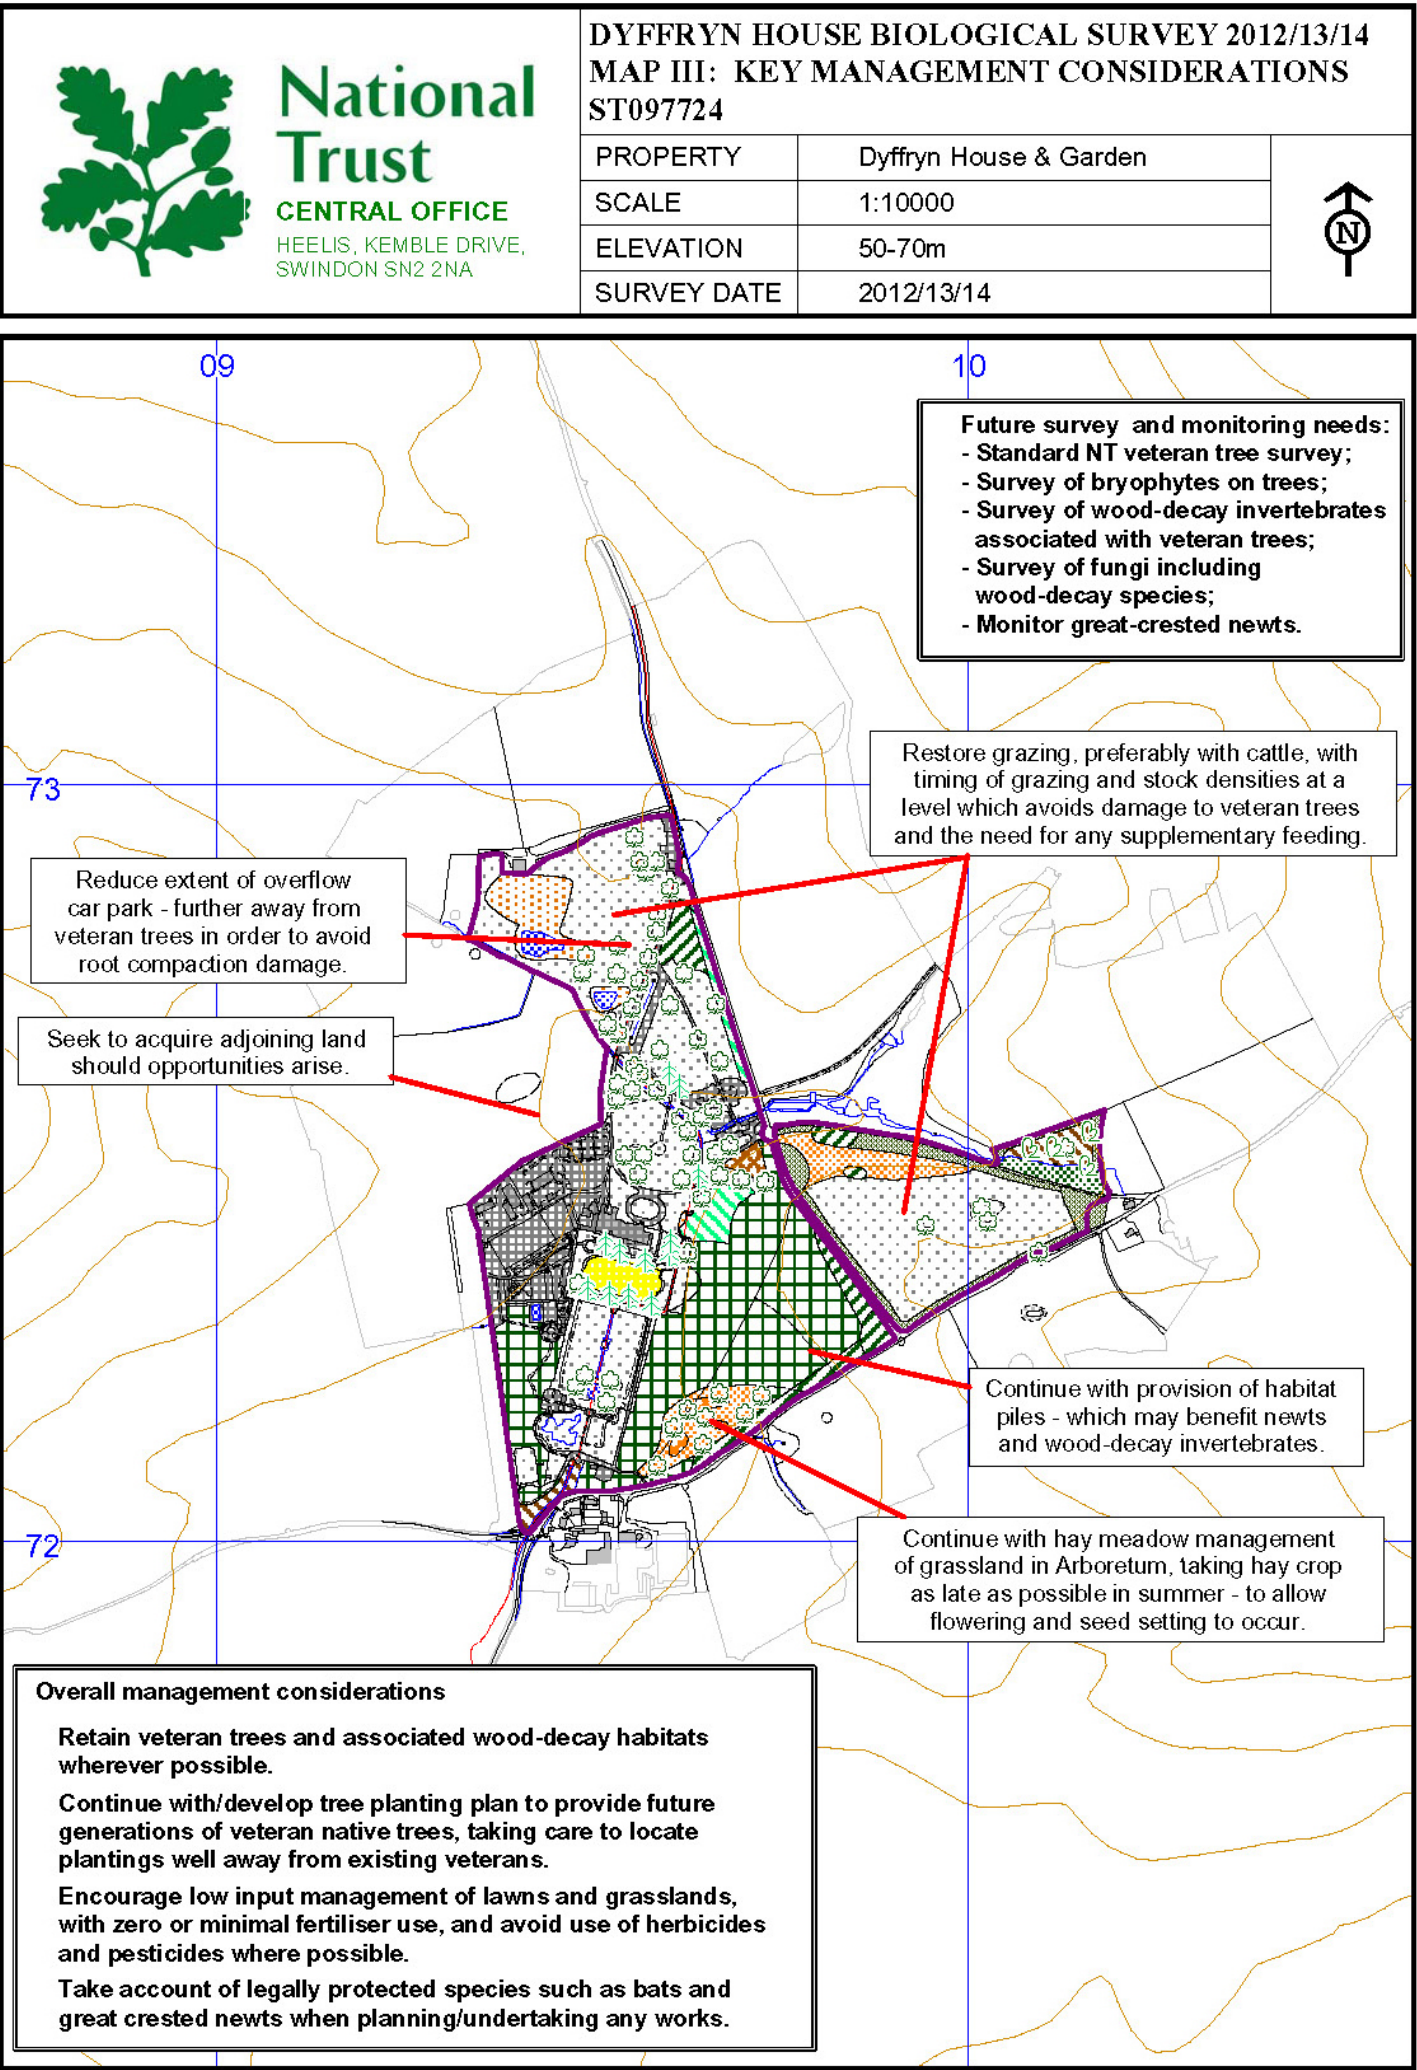 National
Trust
CENTRAL OFFICE
HEELIS, KEMBLE DRIVE,
SWINDON SN2 2NA
DYFFRYN HOUSE BIOLOGICAL SURVEY 2012/13/14
MAP III: KEY MANAGEMENT CONSIDERATIONS
ST097724
PROPERTY Dyffryn House & Garden
SCALE 1:10000
ELEVATION 50-70m
SURVEY DATE 2012/13/14
N
09
10
Future survey and monitoring needs:
- Standard NT veteran tree survey;
- Survey of bryophytes on trees;
- Survey of wood-decay invertebrates
associated with veteran trees;
- Survey of fungi including
wood-decay species;
- Monitor great-crested newts.
73
Restore grazing, preferably with cattle, with
timing of grazing and stock densities at a
level which avoids damage to veteran trees
and the need for any supplementary feeding.
Reduce extent of overflow
car park - further away from
veteran trees in order to avoid
root compaction damage.
Seek to acquire adjoining land
should opportunities arise.
Continue with provision of habitat
piles - which may benefit newts
and wood-decay invertebrates.
72
Continue with hay meadow management
of grassland in Arboretum, taking hay crop
as late as possible in summer - to allow
flowering and seed setting to occur.
Overall management considerations
Retain veteran trees and associated wood-decay habitats
wherever possible.
Continue with/develop tree planting plan to provide future
generations of veteran native trees, taking care to locate
plantings well away from existing veterans.
Encourage low input management of lawns and grasslands,
with zero or minimal fertiliser use, and avoid use of herbicides
and pesticides where possible.
Take account of legally protected species such as bats and
great crested newts when planning/undertaking any works.